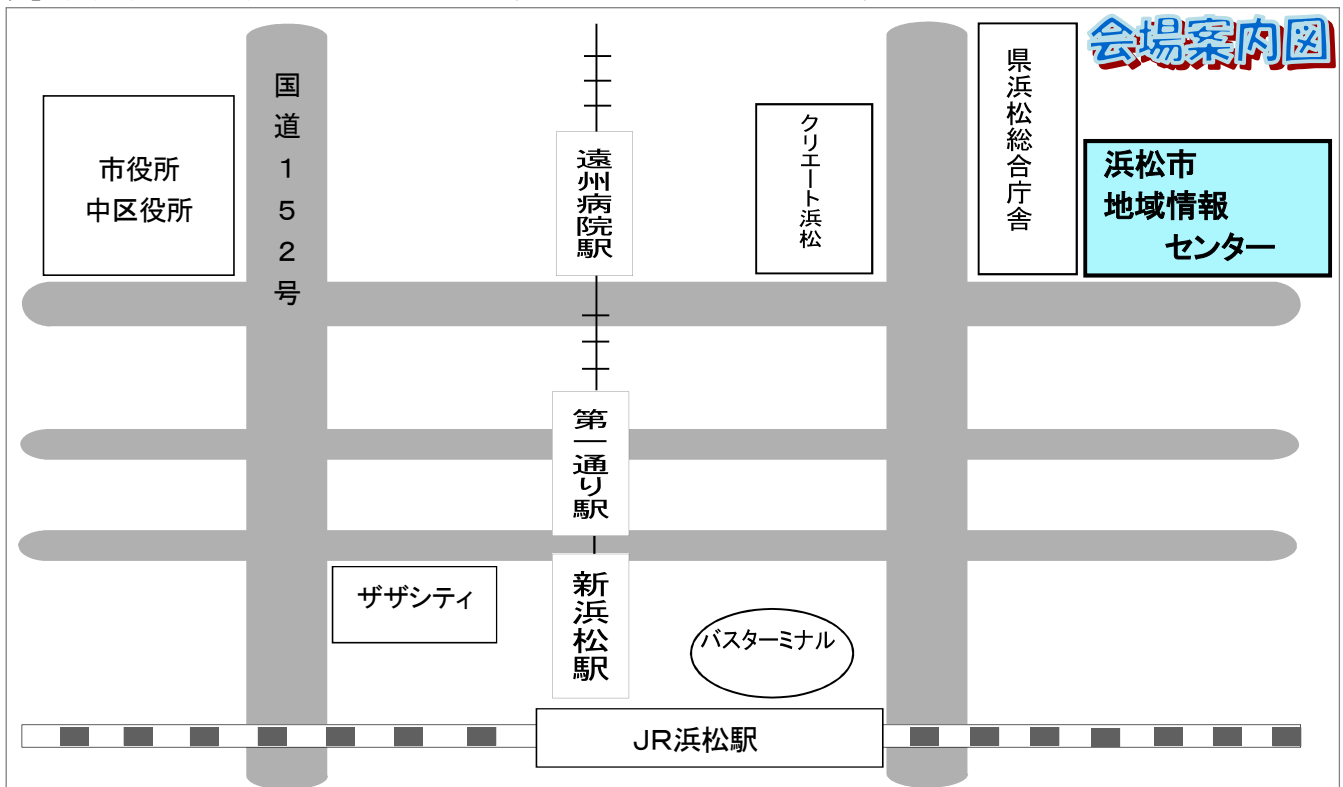 会場案内図
国道152号
市役所
中区役所
遠州病院駅
クリエート浜松
県浜松総合庁舎
浜松市
地域情報
センター
第一通り駅
ザザシティ
新浜松駅
バスターミナル
JR浜松駅